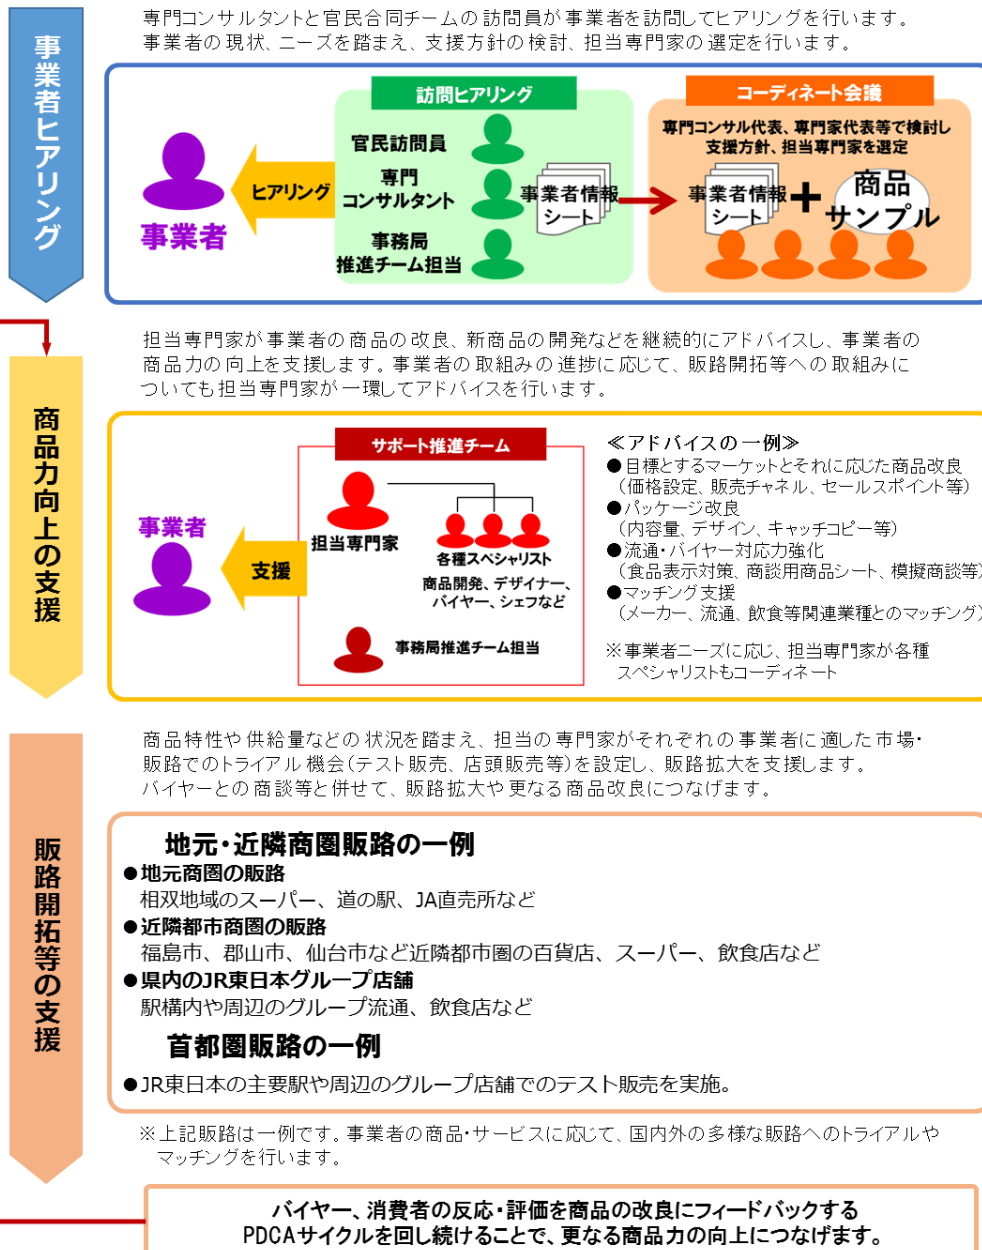 事業者ヒアリング
専門コンサルタントと官民合同チームの訪問員が事業者を訪問してヒアリングを行います。
事業者の現状、ニーズを踏まえ、支援方針の検討、担当専門家の選定を行います。
訪問ヒアリング
官民訪問員
専門
コンサルタント
事務局
推進チーム担当
ヒアリング
事業者
事業者情報
シート
コーディネート会議
専門コンサル代表、専門家代表等で検討し
支援方針、担当専門家を選定
事業者情報
シート
+
商品
サンプル
商品力向上の支援
担当専門家が事業者の商品の改良、新商品の開発などを継続的にアドバイスし、事業者の
商品力の向上を支援します。事業者の取組みの進捗に応じて、販路開拓等への取組みに
ついても担当専門家が一環してアドバイスを行います。
サポート推進チーム
事業者
支援
担当専門家
各種スペシャリスト
商品開発、デザイナー、
バイヤー、シェフなど
事務局推進チーム担当
≪アドバイスの一例≫
●目標とするマーケットとそれに応じた商品改良
（価格設定、販売チャネル、セールスポイント等）
●パッケージ改良
（内容量、デザイン、キャッチコピー等）
●流通・バイヤー対応力強化
（食品表示対策、商談用商品シート、模擬商談等）
●マッチング支援
（メーカー、流通、飲食等関連業種とのマッチング）
※事業者ニーズに応じ、担当専門家が各種
スペシャリストもコーディネート
販路開拓等の支援
商品特性や供給量などの状況を踏まえ、担当の専門家がそれぞれの事業者に適した市場・
販路でのトライアル機会（テスト販売、店頭販売等）を設定し、販路拡大を支援します。
バイヤーとの商談等と併せて、販路拡大や更なる商品改良につなげます。
地元・近隣商圏販路の一例
●地元商圏の販路
相双地域のスーパー、道の駅、JA直売所など
●近隣都市商圏の販路
福島市、郡山市、仙台市など近隣都市圏の百貨店、スーパー、飲食店など
●県内のJR東日本グループ店舗
駅構内や周辺のグループ流通、飲食店など
首都圏販路の一例
●JR東日本の主要駅や周辺のグループ店舗でのテスト販売を実施。
※上記販路は一例です。事業者の商品・サービスに応じて、国内外の多様な販路へのトライアルや
マッチングを行います。
バイヤー、消費者の反応・評価を商品の改良にフィードバックする
PDCAサイクルを回し続けることで、更なる商品力の向上につなげます。